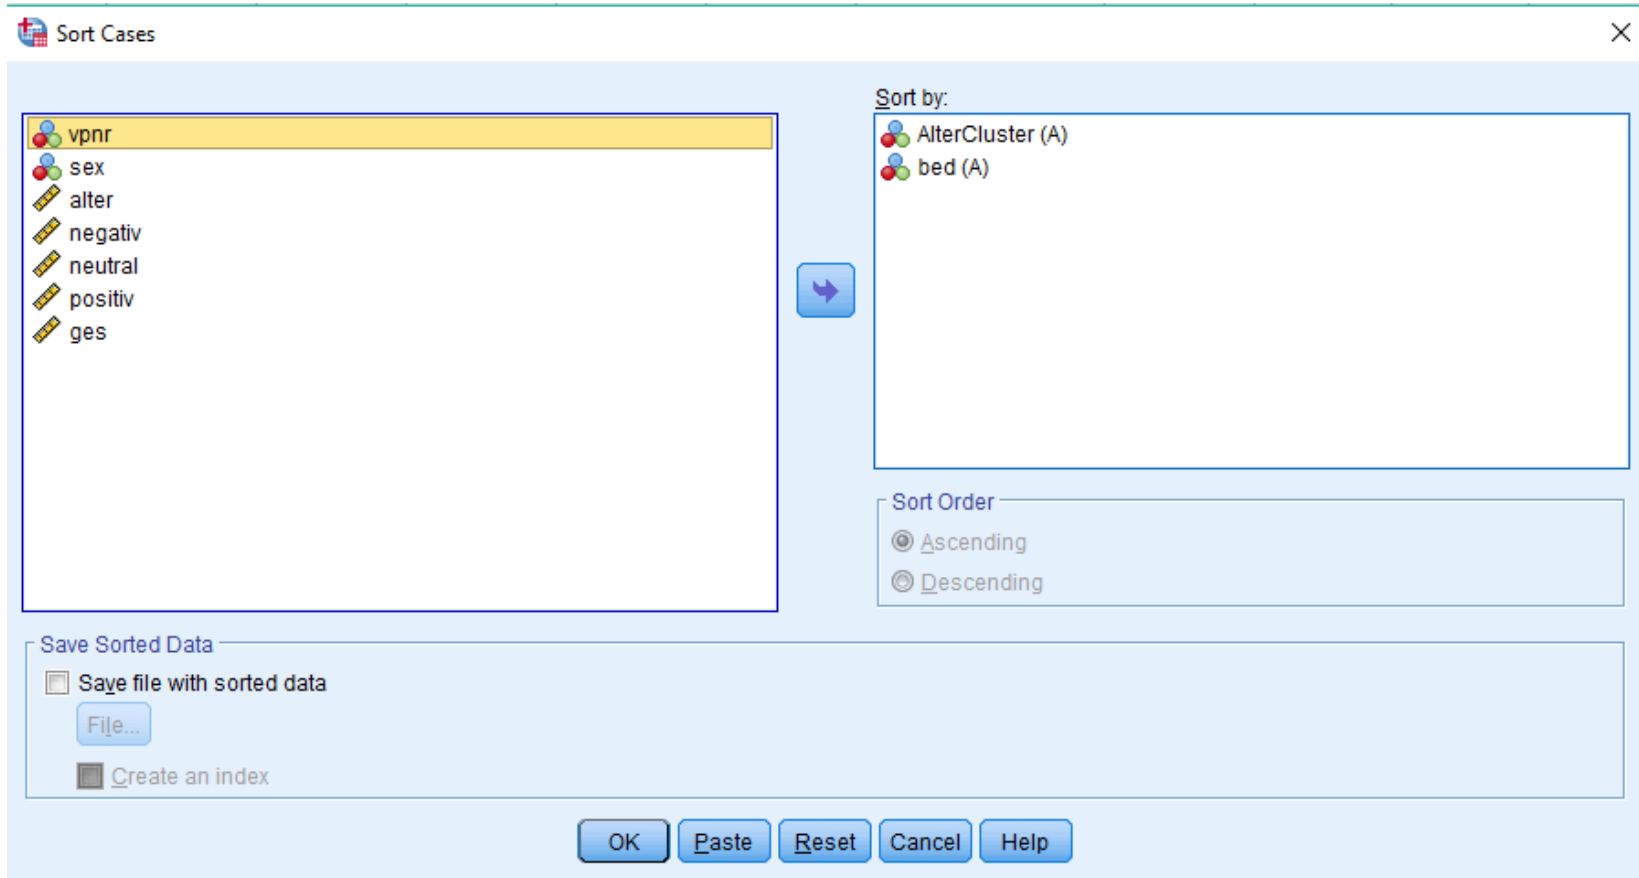 Sort Cases
Sort by:
vpnr
sex
alter
negativ
neutral
positiv
ges
AlterCluster (A)
bed (A)
Sort Order
Ascending
Descending
Save Sorted Data
Save file with sorted data
File...
Create an index
OK Paste Reset Cancel Help